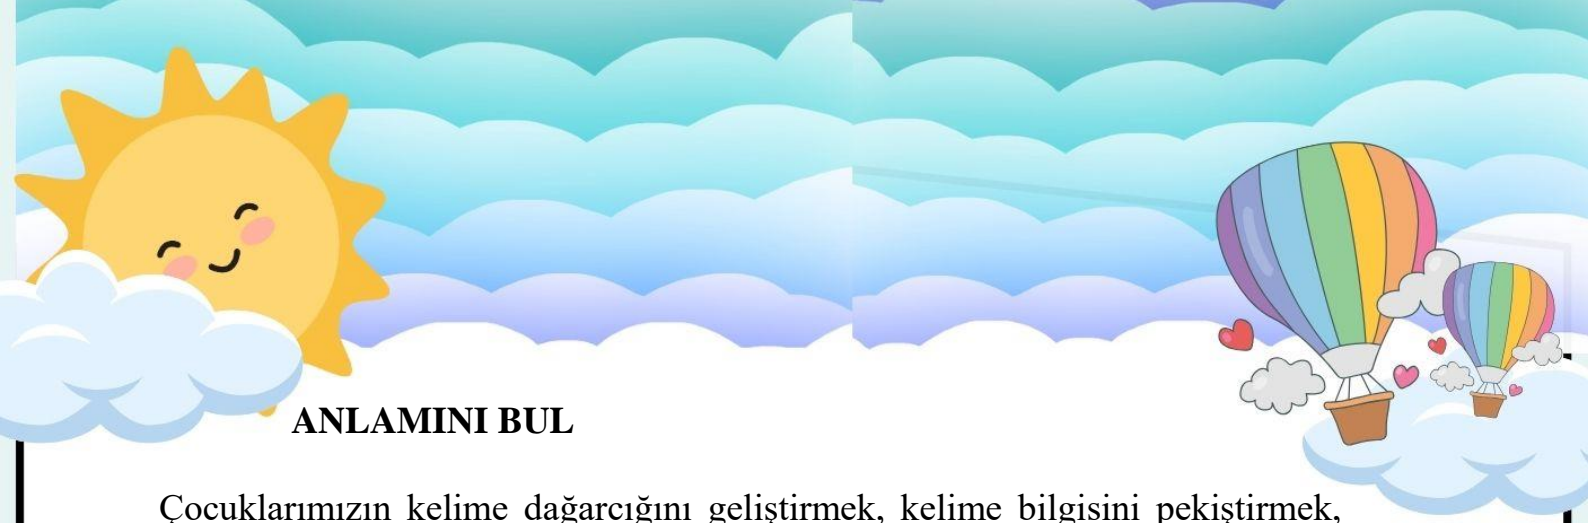 ANLAMINI BUL
Çocuklarımızın kelime dağarcığını geliştirmek, kelime bilgisini pekiştirmek,